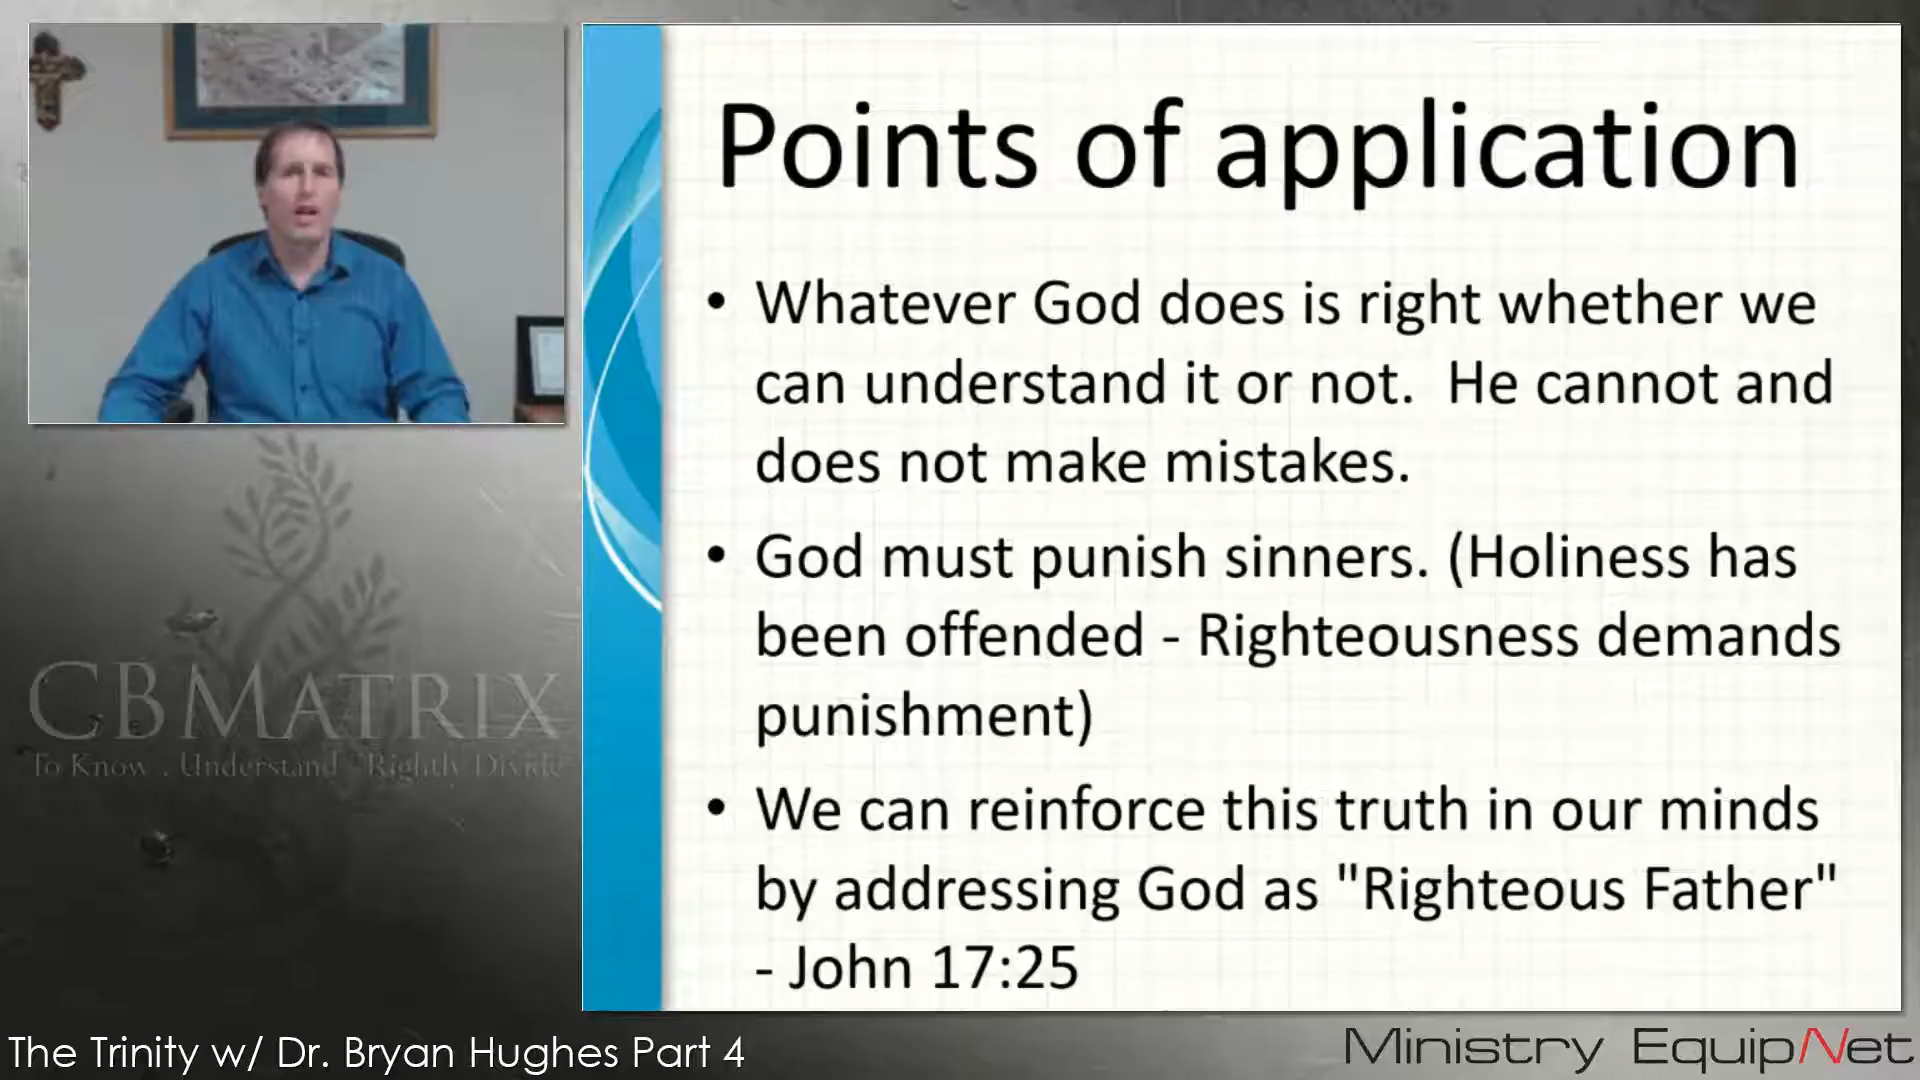 Points of application
• Whatever God does is right whether we
can understand it or not. He cannot and
does not make mistakes.
• God must punish sinners. (Holiness has
been offended - Righteousness demands
punishment)
• We can reinforce this truth in our minds
by addressing God as "Righteous Father"
- John 17:25
CBMATRIX
To Know . Understand . Rightly Divide
The Trinity w/ Dr. Bryan Hughes Part 4
Ministry EquipNet